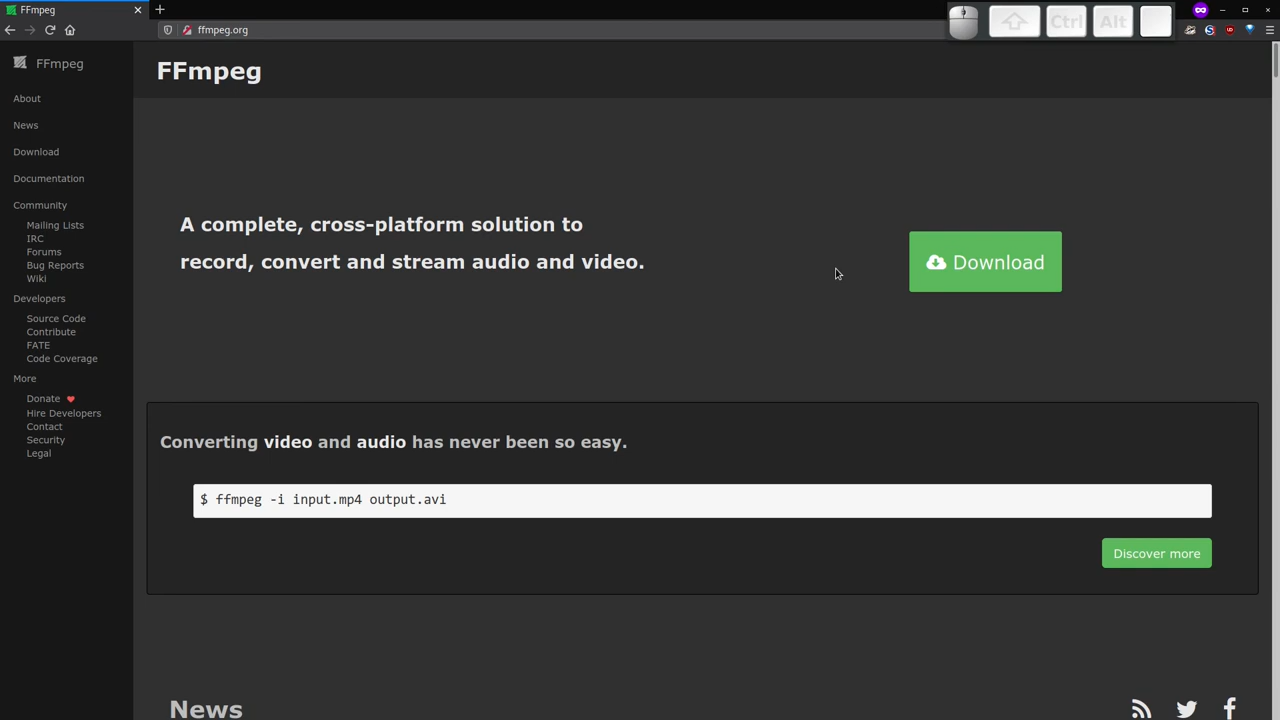 FFmpeg
Ctrl
Alt
ffmpeg.org
FFmpeg
About
News
Download
Documentation
Community
Mailing Lists
IRC
Forums
Bug Reports
Wiki
Developers
Source Code
Contribute
FATE
Code Coverage
More
Donate
Hire Developers
Contact
Security
Legal
FFmpeg
A complete, cross-platform solution to
record, convert and stream audio and video.
Download
Converting video and audio has never been so easy.
$ ffmpeg -i input.mp4 output.avi
Discover more
News